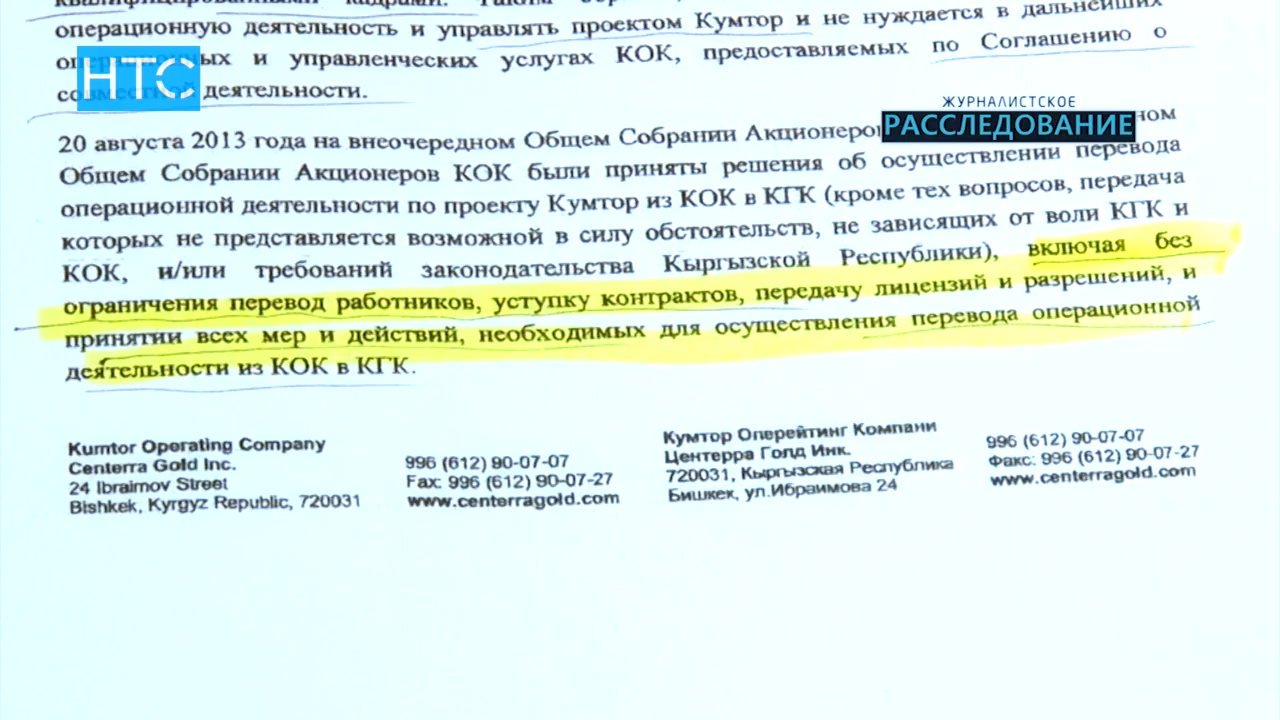 квалифицированными кадрами. Таким
операционную деятельность и управлять проектом Кумтор и не нуждается в дальнейших
и управленческих услугах КОК, предоставляемых по Соглашению о
совместной деятельности.
НТС
ЖУРНАЛИСТСКОЕ
РАССЛЕДОВАНИЕ
20 августа 2013 года на внеочередном Общем Собрании Акционеров
Общем Собрании Акционеров КОК были приняты решения об осуществлении перевода
операционной деятельности по проекту Кумтор из КОК в КГК (кроме тех вопросов, передача
которых не представляется возможной в силу обстоятельств, не зависящих от воли КГК и
КОК, и/или требований законодательства Кыргызской Республики), включая без
ограничения перевод работников, уступку контрактов, передачу лицензий и разрешений, и
принятии всех мер и действий, необходимых для осуществления перевода операционной
деятельности из КОК в КГК.
Kumtor Operating Company
Centerra Gold Inc.
24 Ibraimov Street
Bishkek, Kyrgyz Republic, 720031
996 (612) 90-07-07
Fax: 996 (612) 90-07-27
www.centerragold.com
Кумтор Оперейтинг Компани
Центерра Голд Инк.
720031, Кыргызская Республика
Бишкек, ул.Ибраимова 24
996 (612) 90-07-07
Факс: 996 (612) 90-07-27
www.centerragold.com